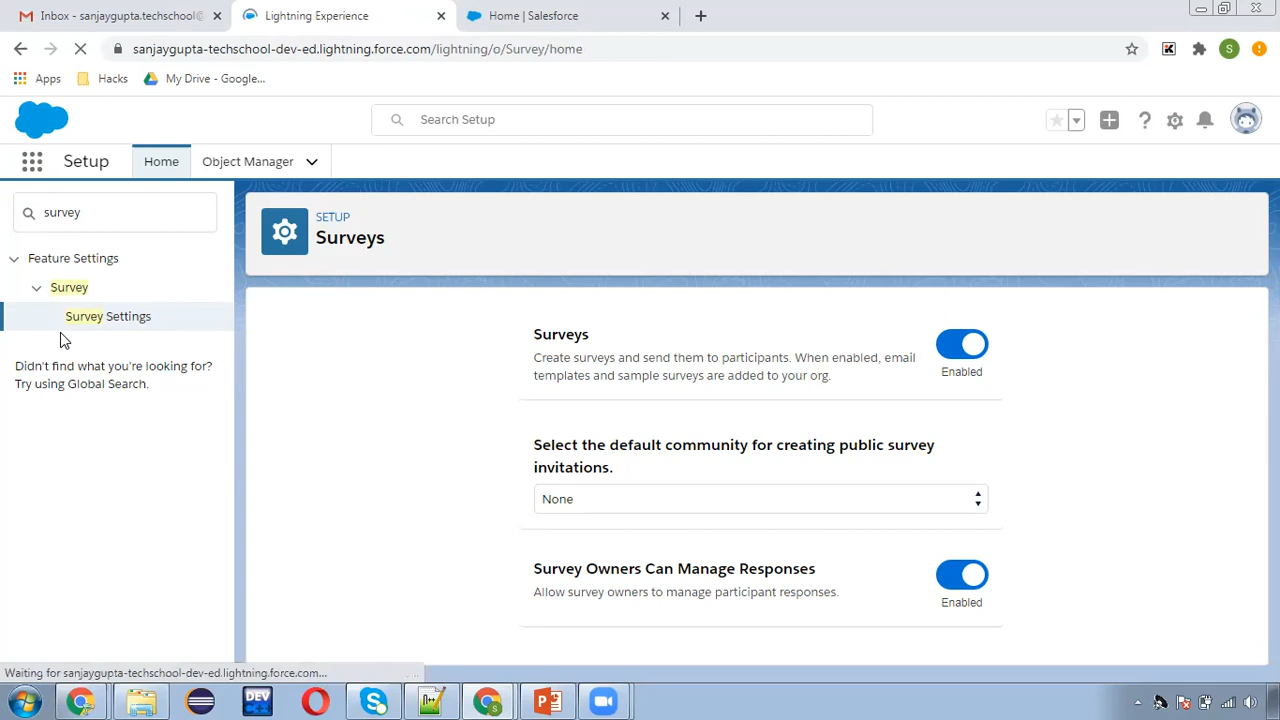 Inbox - sanjaygupta.techschool@
Lightning Experience
Home | Salesforce
sanjaygupta-techschool-dev-ed.lightning.force.com/lightning/o/Survey/home
S
Apps
Hacks
My Drive - Google...
Search Setup
Setup
Home
Object Manager
survey
Feature Settings
Survey
Survey Settings
Didn't find what you're looking for?
Try using Global Search.
SETUP
Surveys
Surveys
Create surveys and send them to participants. When enabled, email
templates and sample surveys are added to your org.
Enabled
Select the default community for creating public survey
invitations.
None
Survey Owners Can Manage Responses
Allow survey owners to manage participant responses.
Enabled
Waiting for sanjaygupta-techschool-dev-ed.lightning.force.com...
DEV